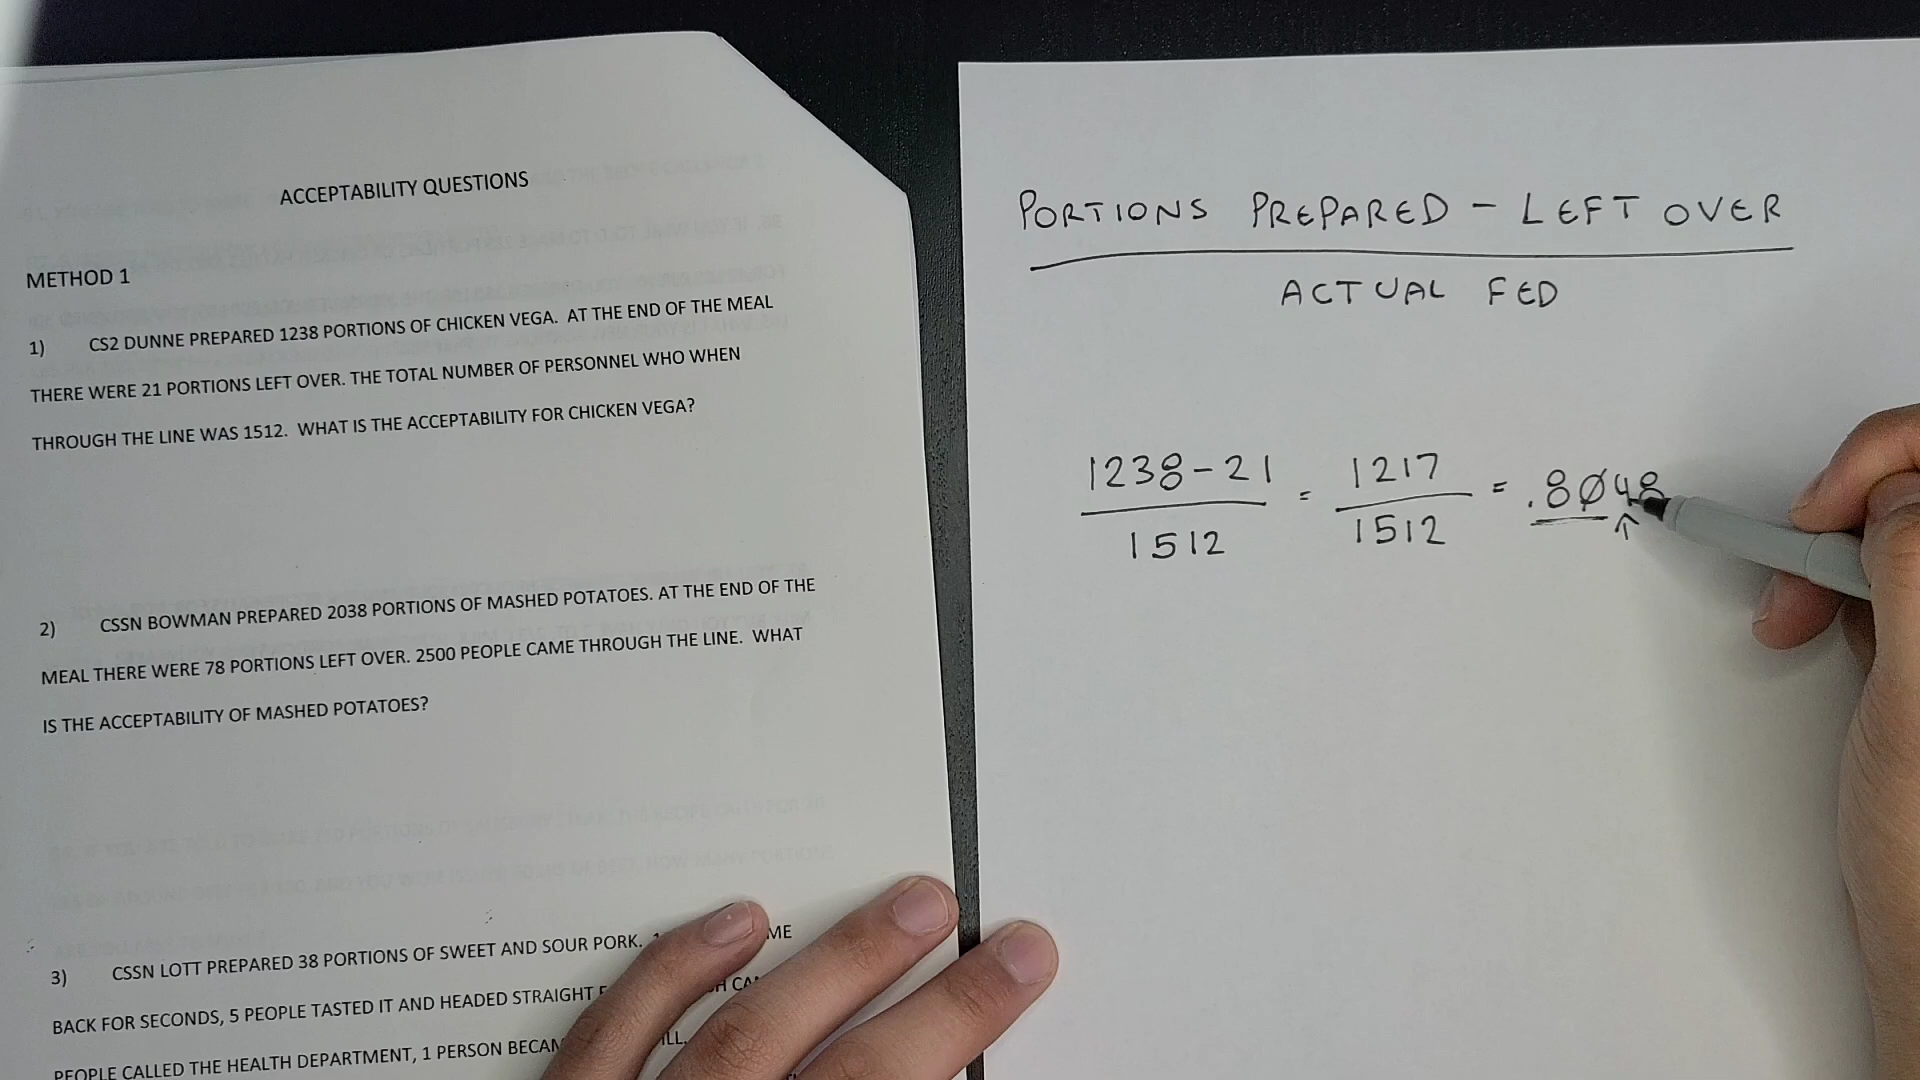 ACCEPTABILITY QUESTIONS
METHOD 1
1) CS2 DUNNE PREPARED 1238 PORTIONS OF CHICKEN VEGA. AT THE END OF THE MEAL
THERE WERE 21 PORTIONS LEFT OVER. THE TOTAL NUMBER OF PERSONNEL WHO WHEN
THROUGH THE LINE WAS 1512. WHAT IS THE ACCEPTABILITY FOR CHICKEN VEGA?
2) CSSN BOWMAN PREPARED 2038 PORTIONS OF MASHED POTATOES. AT THE END OF THE
MEAL THERE WERE 78 PORTIONS LEFT OVER. 2500 PEOPLE CAME THROUGH THE LINE. WHAT
IS THE ACCEPTABILITY OF MASHED POTATOES?
3) CSSN LOTT PREPARED 38 PORTIONS OF SWEET AND SOUR PORK.
BACK FOR SECONDS, 5 PEOPLE TASTED IT AND HEADED STRAIGHT
PEOPLE CALLED THE HEALTH DEPARTMENT, 1 PERSON
PORTIONS PREPARED - LEFT OVER
ACTUAL FED
1238-21 = 1217 = .8Ø48
1512 1512